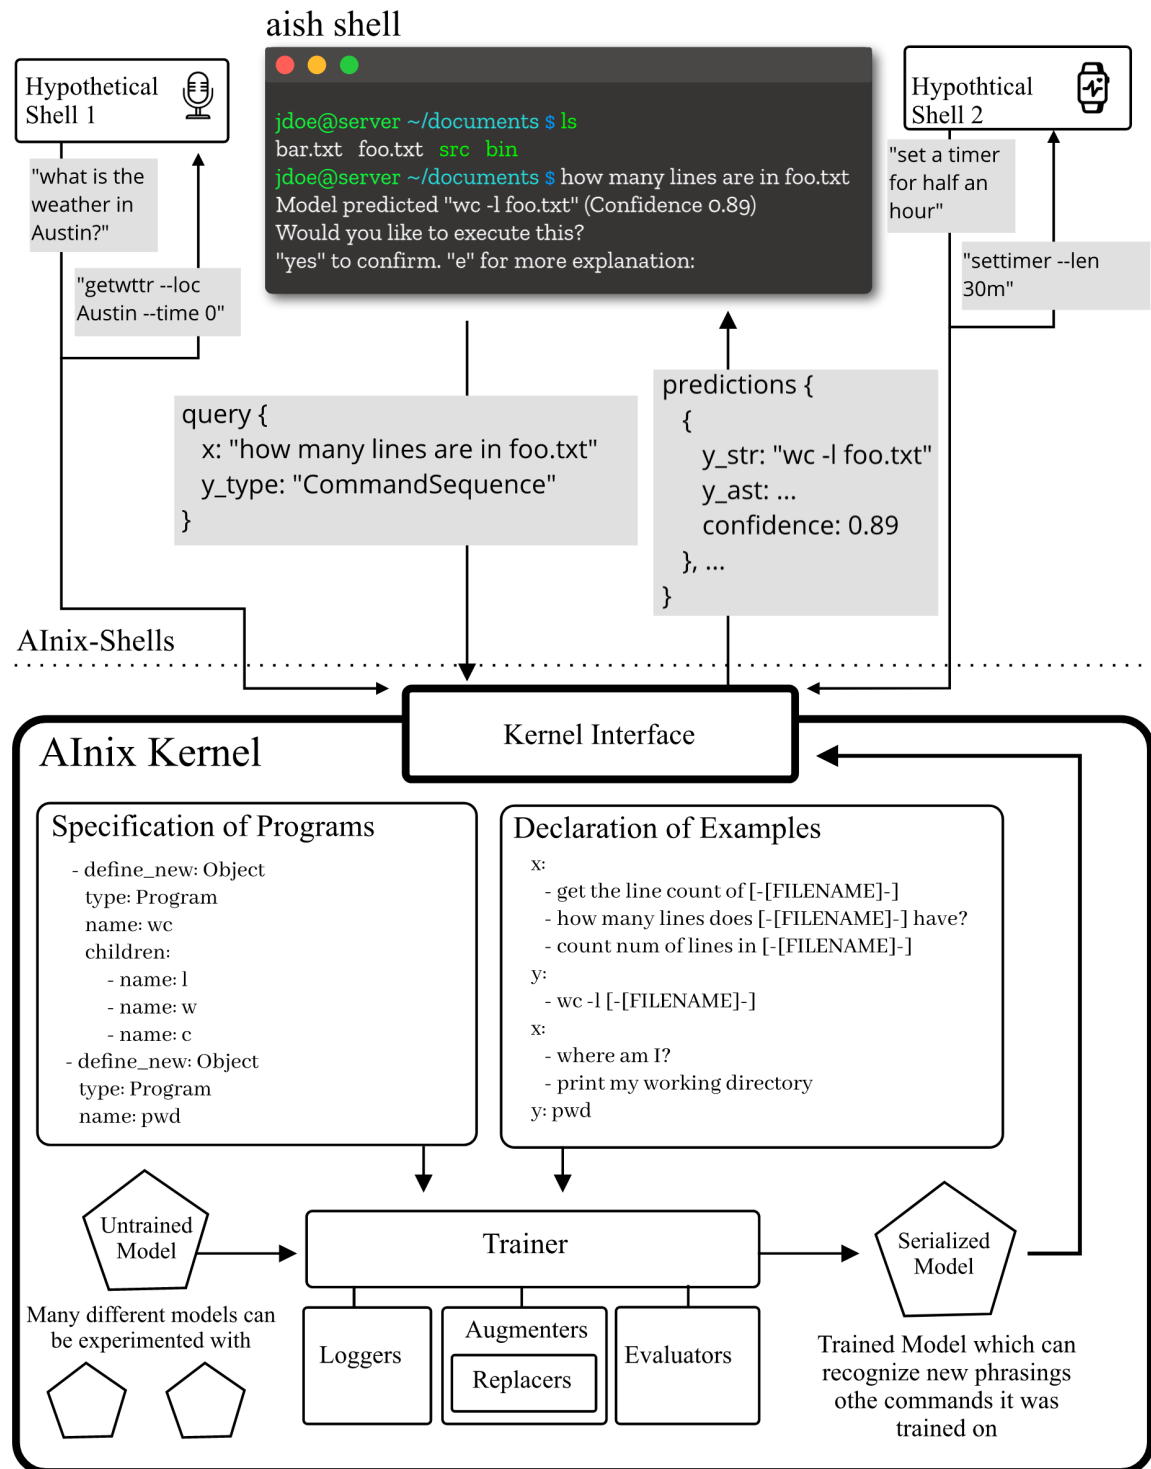 aish shell
Hypothetical
Shell 1
"what is the
weather in
Austin?"
"getwttr --loc
Austin --time 0"
jdoe@server ~/documents $ ls
bar.txt foo.txt src bin
jdoe@server ~/documents $ how many lines are in foo.txt
Model predicted "wc -l foo.txt" (Confidence 0.89)
Would you like to execute this?
"yes" to confirm. "e" for more explanation:
Hypothtical
Shell 2
"set a timer
for half an
hour"
"settimer --len
30m"
query {
x: "how many lines are in foo.txt"
y_type: "CommandSequence"
}
predictions {
{
y_str: "wc -l foo.txt"
y_ast: ...
confidence: 0.89
}, ...
}
AInix-Shells
Kernel Interface
AInix Kernel
Specification of Programs
- define_new: Object
type: Program
name: wc
children:
- name: l
- name: w
- name: c
- define_new: Object
type: Program
name: pwd
Declaration of Examples
x:
- get the line count of [-[FILENAME]-]
- how many lines does [-[FILENAME]-] have?
- count num of lines in [-[FILENAME]-]
y:
- wc -l [-[FILENAME]-]
x:
- where am I?
- print my working directory
y: pwd
Untrained
Model
Many different models can
be experimented with
Trainer
Loggers
Augmenters
Replacers
Evaluators
Serialized
Model
Trained Model which can
recognize new phrasings
othe commands it was
trained on